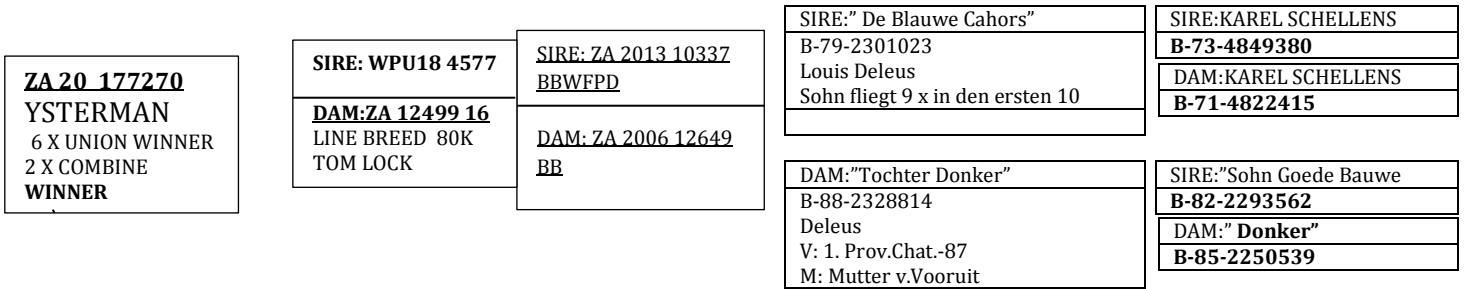 ZA 20 177270
YSTERMAN
6 X UNION WINNER
2 X COMBINE
WINNER
SIRE: WPU18 4577
DAM:ZA 12499 16
LINE BREED 80K
TOM LOCK
SIRE: ZA 2013 10337
BBWFPD
DAM: ZA 2006 12649
BB
SIRE:" De Blauwe Cahors"
B-79-2301023
Louis Deleus
Sohn fliegt 9 x in den ersten 10
DAM:"Tochter Donker"
B-88-2328814
Deleus
V: 1. Prov.Chat.-87
M: Mutter v.Vooruit
SIRE:KAREL SCHELLENS
B-73-4849380
DAM:KAREL SCHELLENS
B-71-4822415
SIRE:"Sohn Goede Bauwe
B-82-2293562
DAM:" Donker"
B-85-2250539